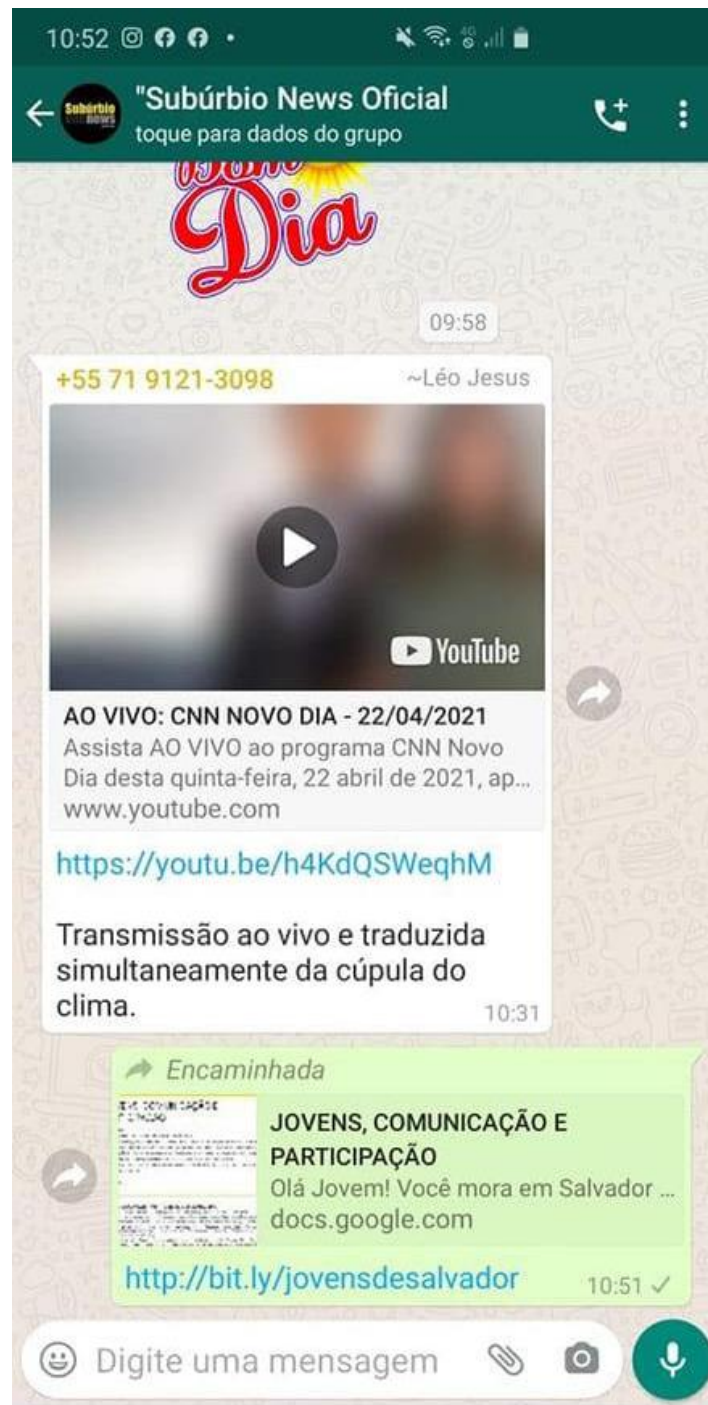 10:52
4G
"Subúrbio News Oficial
Subúrbio
news
toque para dados do grupo
Bom
Dia
09:58
+55 71 9121-3098 ~Léo Jesus
YouTube
AO VIVO: CNN NOVO DIA - 22/04/2021
Assista AO VIVO ao programa CNN Novo
Dia desta quinta-feira, 22 abril de 2021, ap...
www.youtube.com
https://youtu.be/h4KdQSWeqhM
Transmissão ao vivo e traduzida
simultaneamente da cúpula do
clima.
10:31
Encaminhada
JOVENS, COMUNICAÇÃO E
PARTICIPAÇÃO
Olá Jovem! Você mora em Salvador ...
docs.google.com
http://bit.ly/jovensdesalvador
10:51
Digite uma mensagem